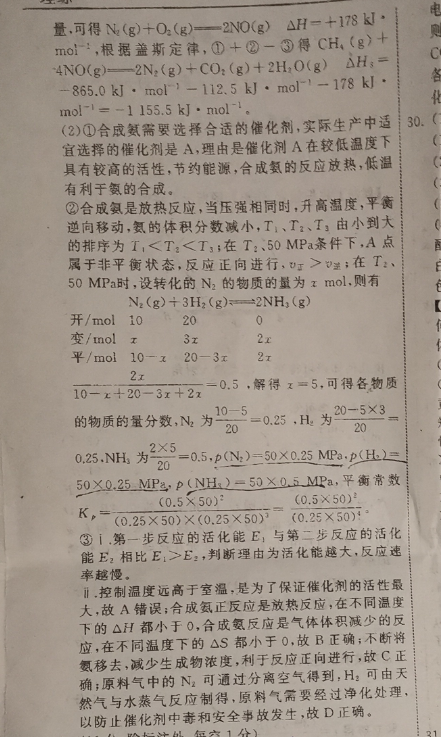 量,可得 N₂(g)+O₂(g)═══2NO(g) ΔH=+178 kJ·
mol⁻¹,根据盖斯定律,①+②-③得 CH₄(g)+
4NO(g)═══2N₂(g)+CO₂(g)+2H₂O(g) ΔH₃=
-865.0 kJ·mol⁻¹-112.5 kJ·mol⁻¹-178 kJ·
mol⁻¹=-1 155.5 kJ·mol⁻¹。
(2)①合成氨需要选择合适的催化剂,实际生产中适
宜选择的催化剂是 A,理由是催化剂 A 在较低温度下
具有较高的活性,节约能源,合成氨的反应放热,低温
有利于氨的合成。
②合成氨是放热反应,当压强相同时,升高温度,平衡
逆向移动,氨的体积分数减小,T₁、T₂、T₃ 由小到大
的排序为 T₁<T₂<T₃;在 T₂、50 MPa条件下,A 点
属于非平衡状态,反应正向进行,v正>v逆;在 T₂、
50 MPa时,设转化的 N₂ 的物质的量为 x mol,则有
N₂(g)+3H₂(g)⇌2NH₃(g)
开/mol 10 20 0
变/mol x 3x 2x
平/mol 10-x 20-3x 2x
2x/(10-x+20-3x+2x)=0.5,解得 x=5,可得各物质
的物质的量分数,N₂ 为(10-5)/20=0.25,H₂ 为(20-5×3)/20=
0.25,NH₃ 为(2×5)/20=0.5,p(N₂)=50×0.25 MPa,p(H₂)=
50×0.25 MPa,p(NH₃)=50×0.5 MPa,平衡常数
Kₚ=(0.5×50)²/((0.25×50)×(0.25×50)³)=(0.5×50)²/(0.25×50)⁴。
③ⅰ.第一步反应的活化能 E₁ 与第二步反应的活化
能 E₂ 相比 E₁>E₂,判断理由为活化能越大,反应速
率越慢。
ⅱ.控制温度远高于室温,是为了保证催化剂的活性最
大,故 A 错误;合成氨正反应是放热反应,在不同温度
下的 ΔH 都小于 0,合成氨反应是气体体积减少的反
应,在不同温度下的 ΔS 都小于 0,故 B 正确;不断将
氨移去,减少生成物浓度,利于反应正向进行,故 C 正
确;原料气中的 N₂ 可通过分离空气得到,H₂ 可由天
然气与水蒸气反应制得,原料气需要经过净化处理,
以防止催化剂中毒和安全事故发生,故 D 正确。
30.
31